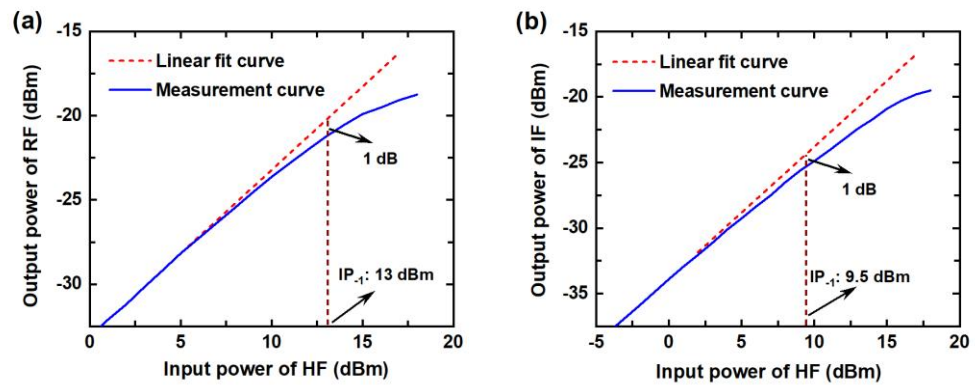 (a)
-15
-20
-25
-30
Output power of RF (dBm)
Linear fit curve
Measurement curve
1 dB
IP-1: 13 dBm
0 5 10 15 20
Input power of HF (dBm)
(b)
-15
-20
-25
-30
-35
Output power of IF (dBm)
Linear fit curve
Measurement curve
1 dB
IP-1: 9.5 dBm
-5 0 5 10 15 20
Input power of HF (dBm)